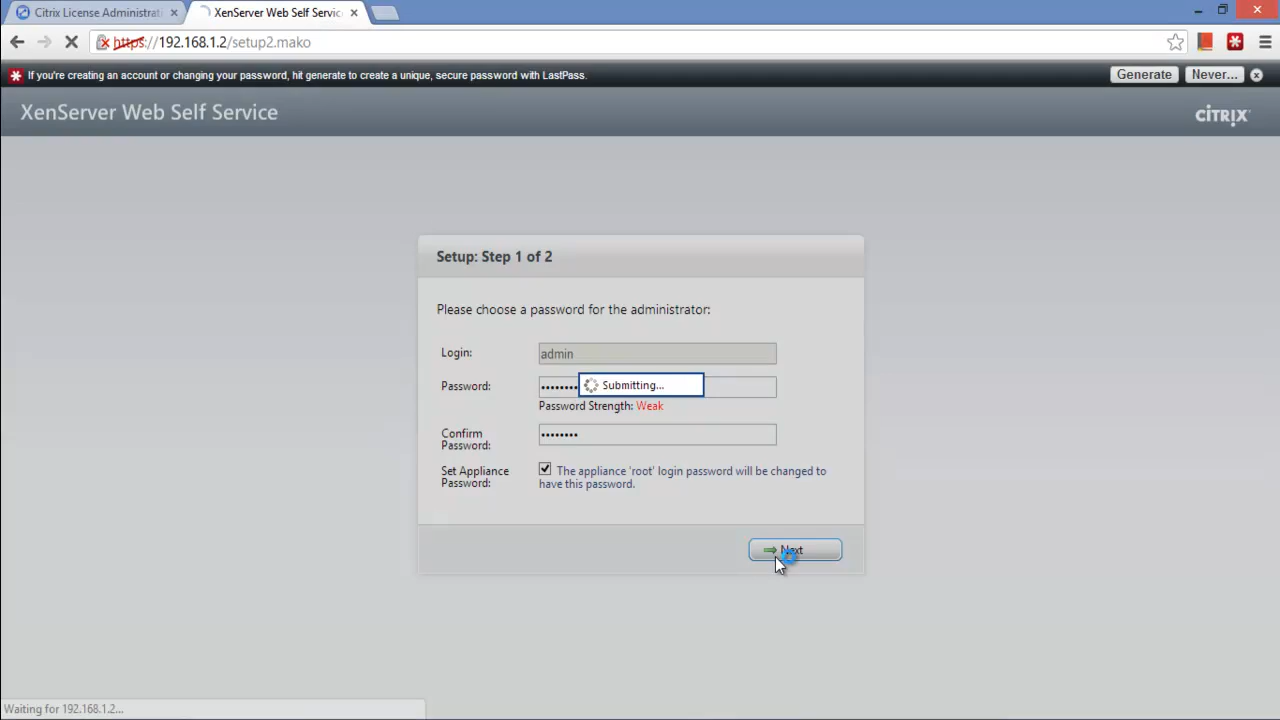 Citrix License Administrati
XenServer Web Self Servic
https://192.168.1.2/setup2.mako
If you're creating an account or changing your password, hit generate to create a unique, secure password with LastPass.
Generate
Never...
XenServer Web Self Service
CITRIX
Setup: Step 1 of 2
Please choose a password for the administrator:
Login:
admin
Password:
••••••••
Submitting...
Password Strength: Weak
Confirm
Password:
••••••••
Set Appliance
Password:
The appliance 'root' login password will be changed to
have this password.
Next
Waiting for 192.168.1.2...